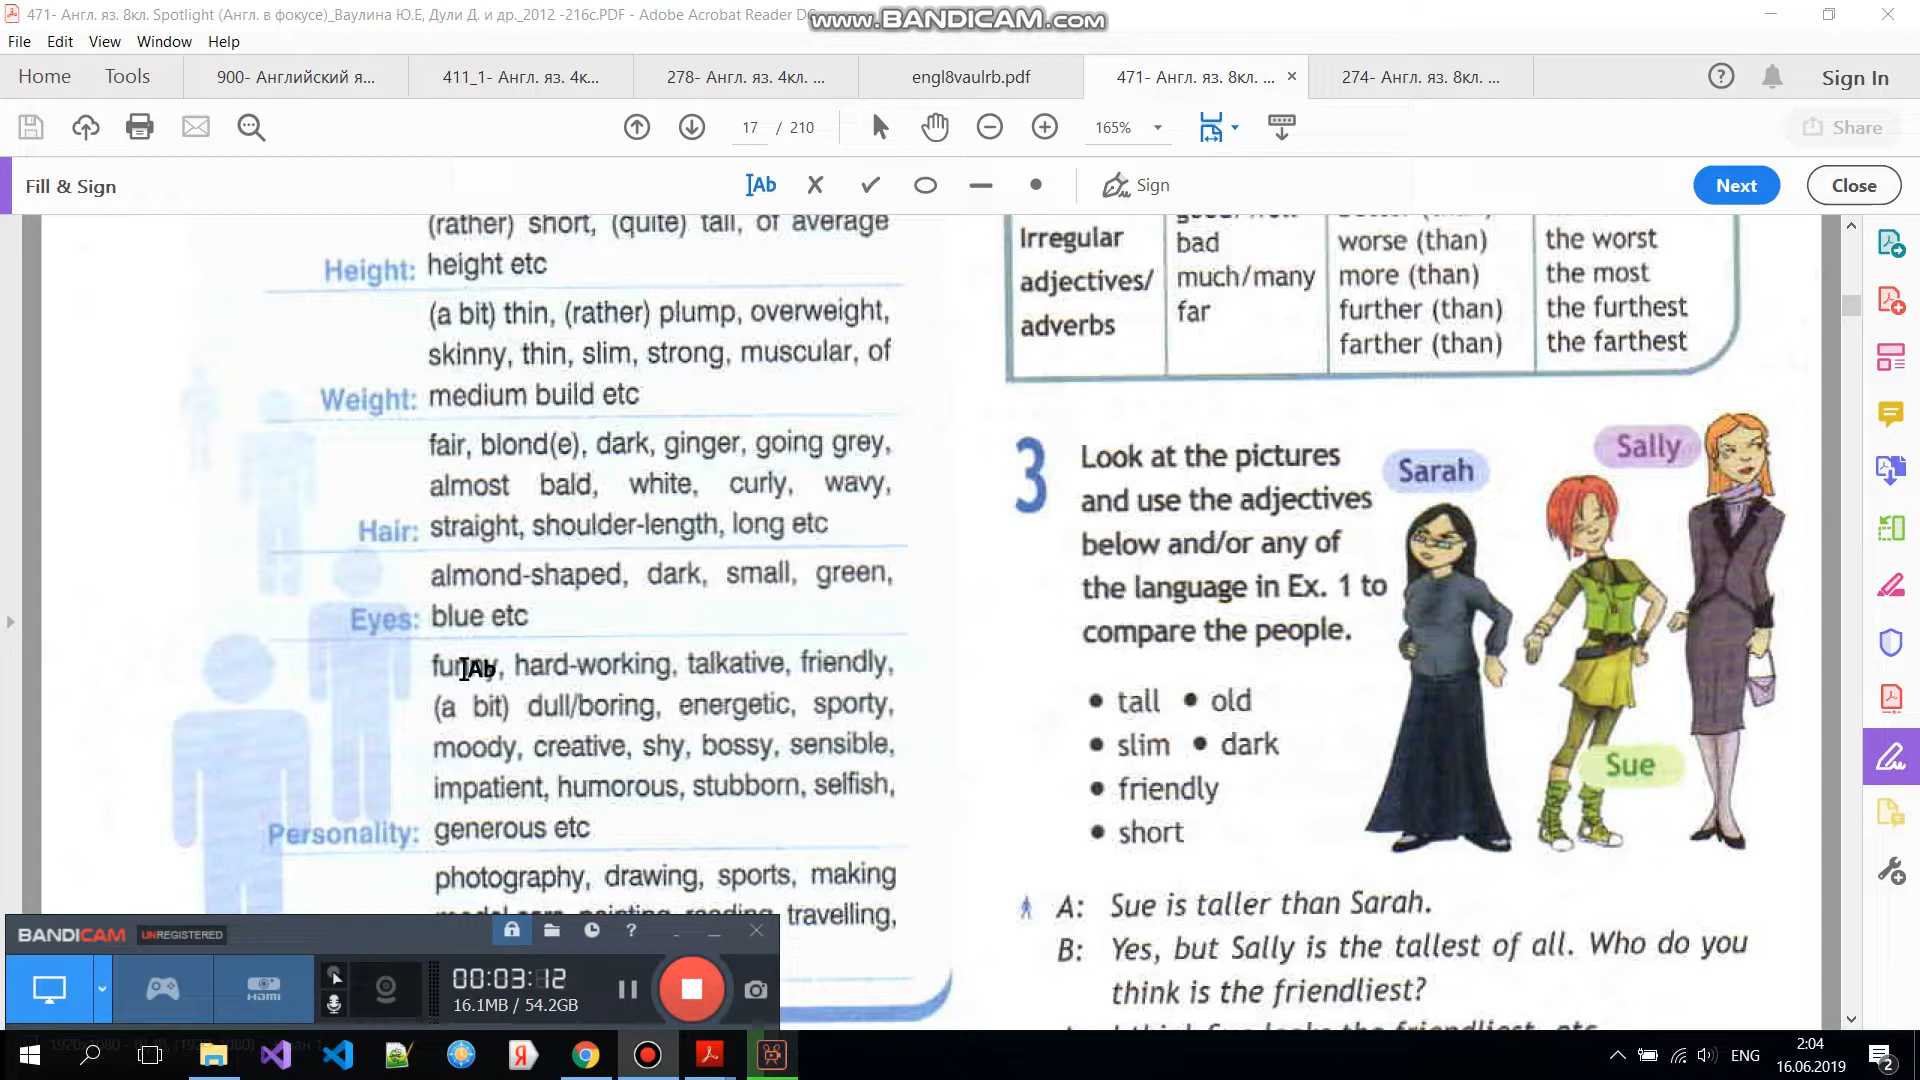 471- Англ. яз. 8кл. Spotlight (Англ. в фокусе)_Ваулина Ю.Е, Дули Д. и др._2012 -216с.PDF - Adobe Acrobat Reader DC
www.BANDICAM.com
File Edit View Window Help
Home Tools 900- Английский я... 411_1- Англ. яз. 4к... 278- Англ. яз. 4кл. ... engl8vaulrb.pdf 471- Англ. яз. 8кл. ... 274- Англ. яз. 8кл. ... Sign In
17 / 210 165% Share
Fill & Sign Ab Sign Next Close
(rather) short, (quite) tall, of average
Height: height etc
(a bit) thin, (rather) plump, overweight,
skinny, thin, slim, strong, muscular, of
Weight: medium build etc
fair, blond(e), dark, ginger, going grey,
almost bald, white, curly, wavy,
Hair: straight, shoulder-length, long etc
almond-shaped, dark, small, green,
Eyes: blue etc
hard-working, talkative, friendly,
(a bit) dull/boring, energetic, sporty,
moody, creative, shy, bossy, sensible,
impatient, humorous, stubborn, selfish,
Personality: generous etc
photography, drawing, sports, making
travelling,
Irregular adjectives/ adverbs
bad worse (than) the worst
much/many more (than) the most
far further (than) the furthest
farther (than) the farthest
3 Look at the pictures
and use the adjectives
below and/or any of
the language in Ex. 1 to
compare the people.
Sarah
Sally
Sue
• tall • old
• slim • dark
• friendly
• short
A: Sue is taller than Sarah.
B: Yes, but Sally is the tallest of all. Who do you
think is the friendliest?
BANDICAM UNREGISTERED
HDMI
00:03:12
16.1MB / 54.2GB
ENG
2:04
16.06.2019
2